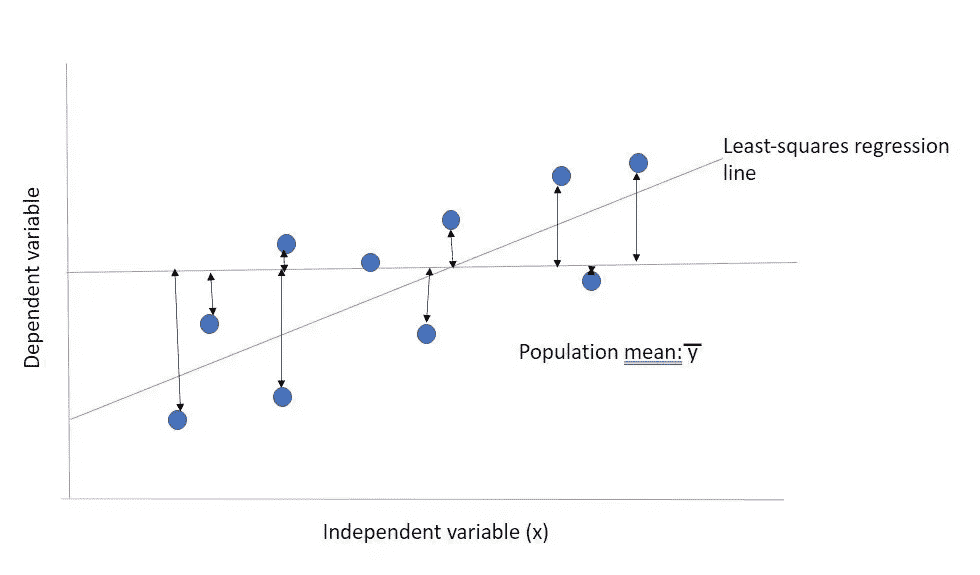 Least-squares regression
line
Dependent variable
Population mean: y̅
Independent variable (x)